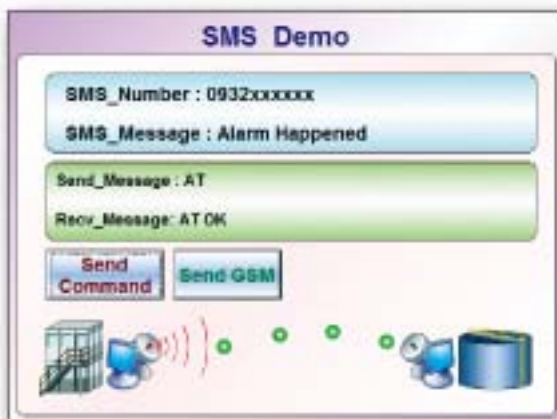 SMS Demo
SMS_Number : 0932xxxxxx
SMS_Message : Alarm Happened
Send_Message : AT
Recv_Message: AT OK
Send
Command
Send GSM